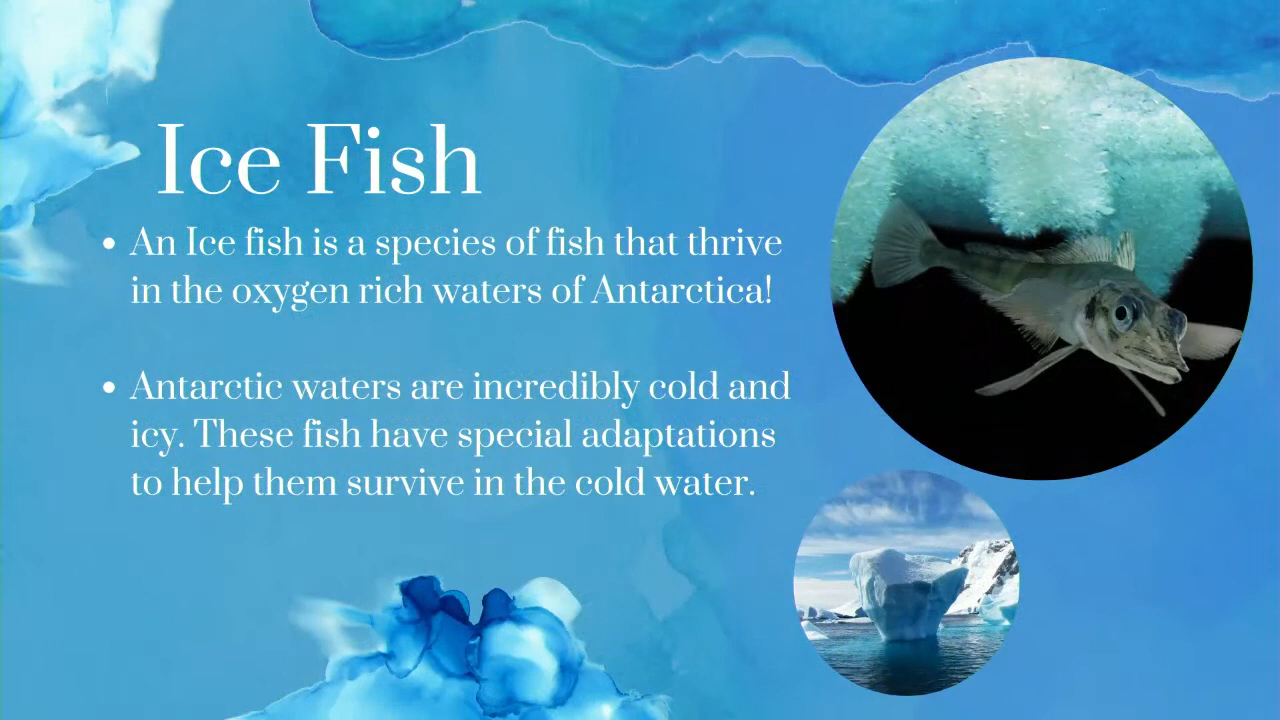 Ice Fish
• An Ice fish is a species of fish that thrive
in the oxygen rich waters of Antarctica!
• Antarctic waters are incredibly cold and
icy. These fish have special adaptations
to help them survive in the cold water.